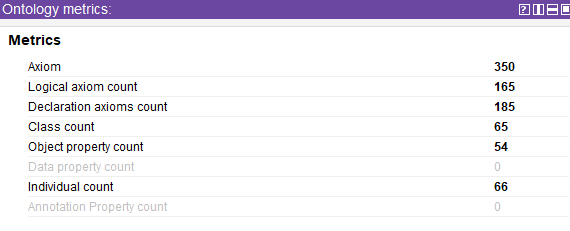 Ontology metrics:
Metrics
Axiom 350
Logical axiom count 165
Declaration axioms count 185
Class count 65
Object property count 54
Data property count 0
Individual count 66
Annotation Property count 0